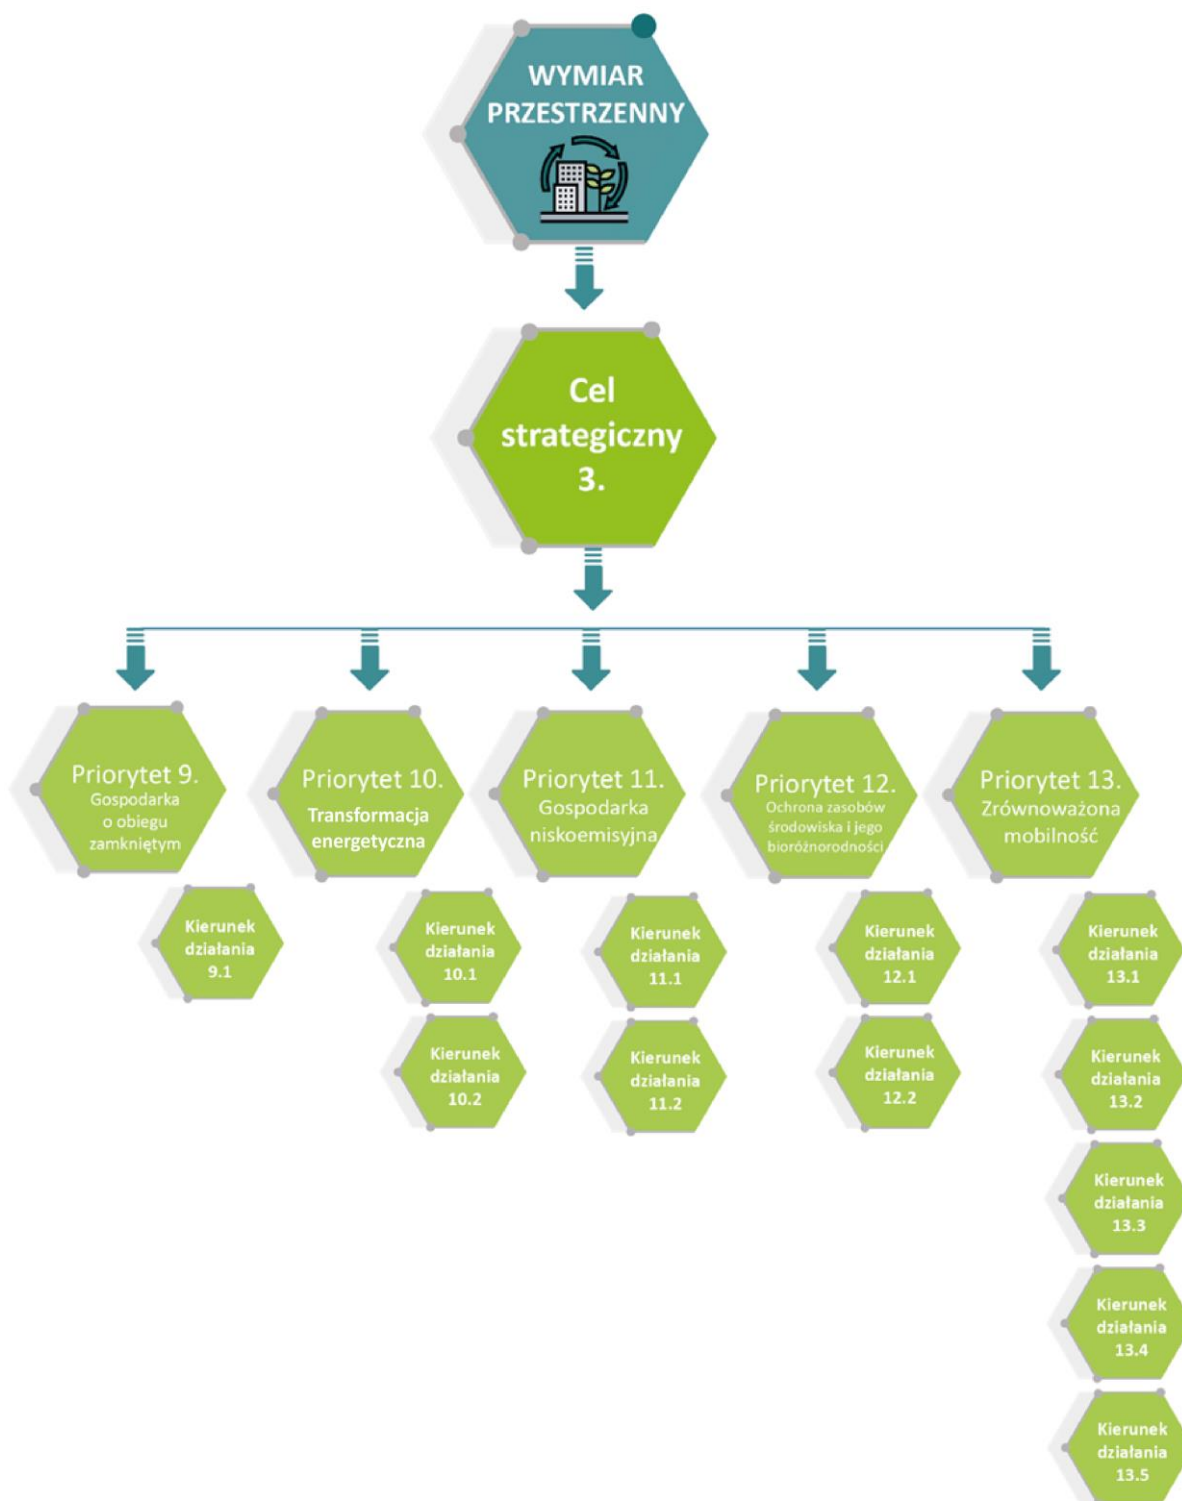 WYMIAR
PRZESTRZENNY
Cel
strategiczny
3.
Priorytet 9.
Gospodarka
o obiegu
zamkniętym
Priorytet 10.
Transformacja
energetyczna
Priorytet 11.
Gospodarka
niskoemisyjna
Priorytet 12.
Ochrona zasobów
środowiska i jego
bioróżnorodności
Priorytet 13.
Zrównoważona
mobilność
Kierunek
działania
9.1
Kierunek
działania
10.1
Kierunek
działania
10.2
Kierunek
działania
11.1
Kierunek
działania
11.2
Kierunek
działania
12.1
Kierunek
działania
12.2
Kierunek
działania
13.1
Kierunek
działania
13.2
Kierunek
działania
13.3
Kierunek
działania
13.4
Kierunek
działania
13.5